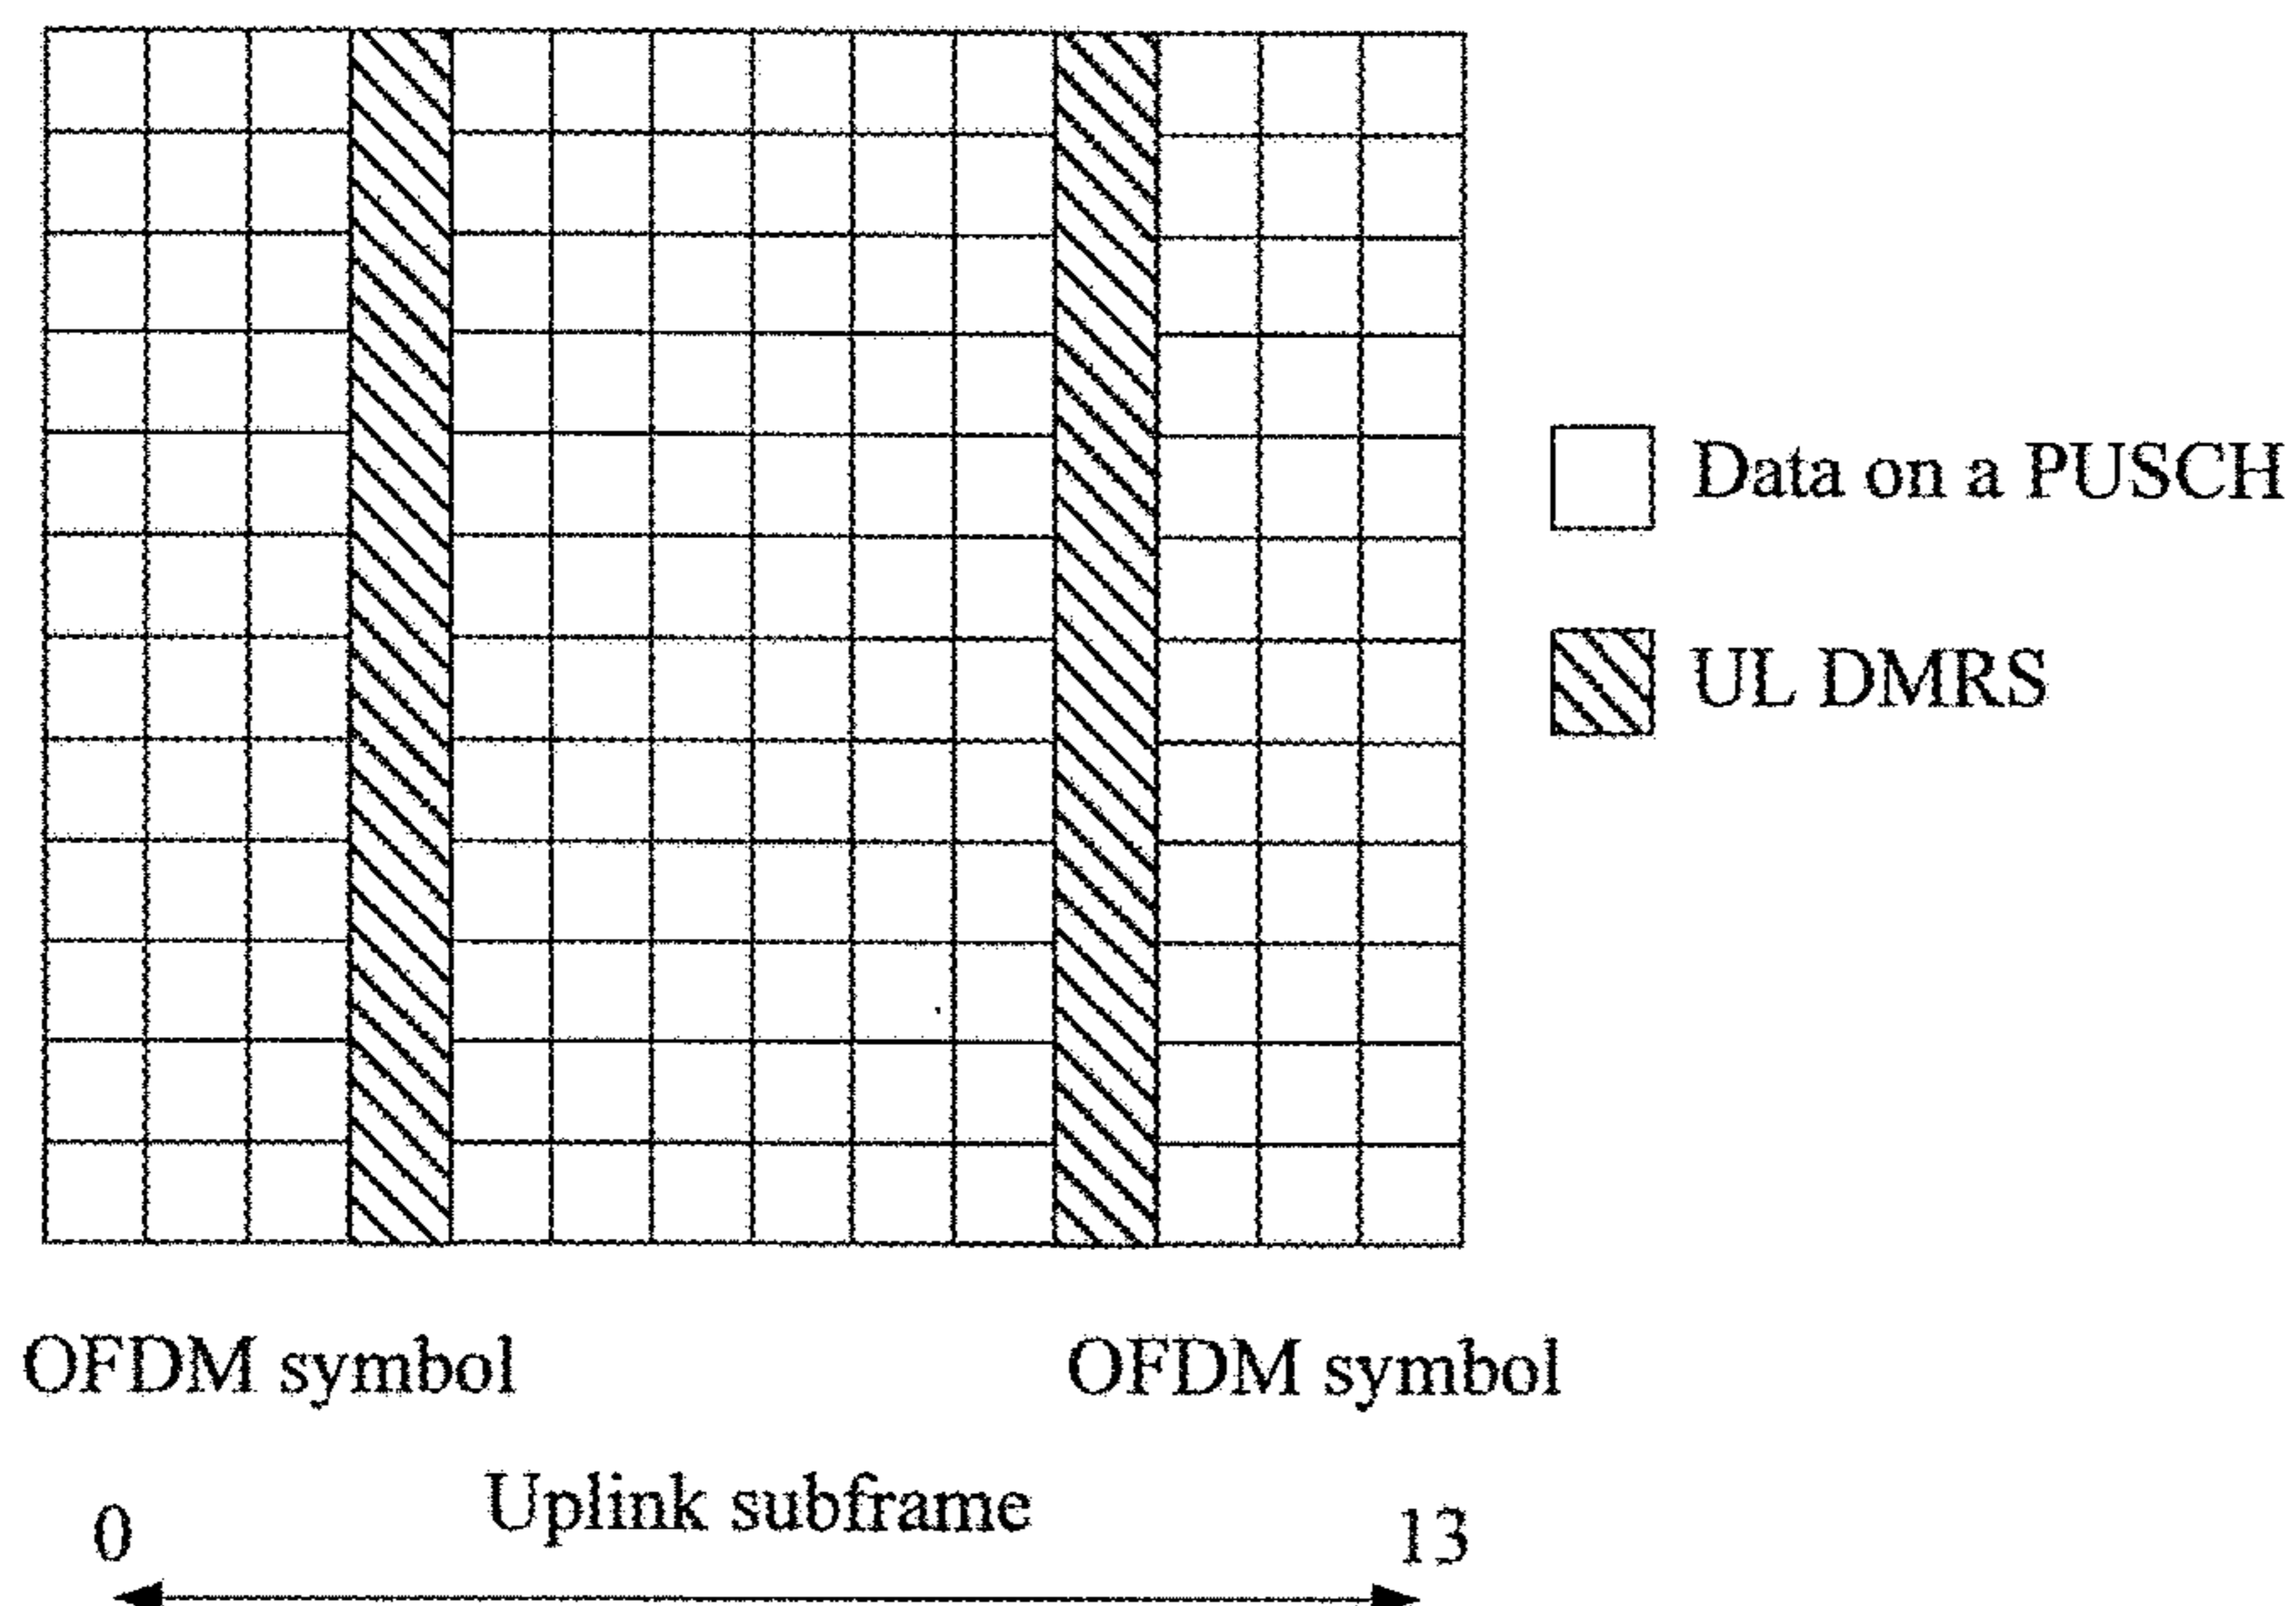 Data on a PUSCH
UL DMRS
OFDM symbol
OFDM symbol
Uplink subframe
0
13